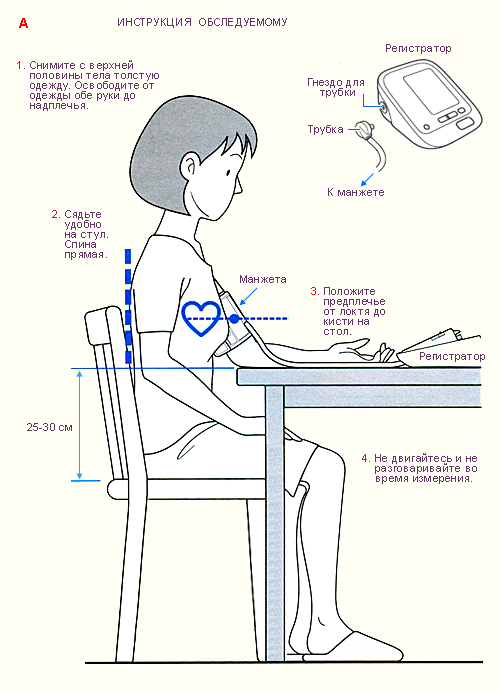 А
ИНСТРУКЦИЯ ОБСЛЕДУЕМОМУ
1. Снимите с верхней
половины тела толстую
одежду. Освободите от
одежды обе руки до
надплечья.
Регистратор
Гнездо для
трубки
Трубка
К манжете
2. Сядьте
удобно
на стул.
Спина
прямая.
Манжета
3. Положите
предплечье
от локтя до
кисти на
стол.
Регистратор
25-30 см
4. Не двигайтесь и не
разговаривайте во
время измерения.